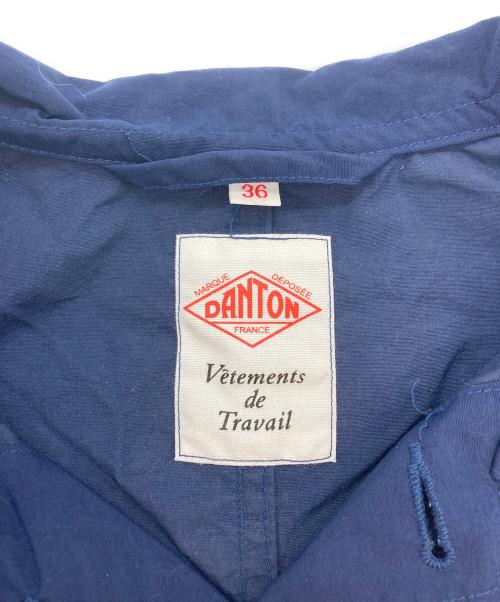 36
MARQUE DÉPOSÉE
DANTON
FRANCE
Vêtements
de
Travail